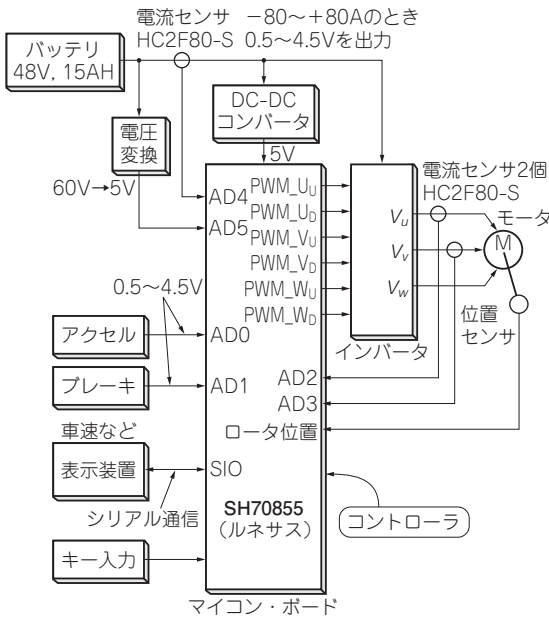 電流センサ −80〜+80Aのとき
HC2F80-S 0.5〜4.5Vを出力
バッテリ
48V, 15AH
DC-DC
コンバータ
電圧
変換
5V
60V→5V
電流センサ2個
HC2F80-S
モータ
M
AD4
AD5
PWM_UU
PWM_UD
PWM_VU
PWM_VD
PWM_WU
PWM_WD
Vu
Vv
Vw
インバータ
位置
センサ
0.5〜4.5V
アクセル
AD0
ブレーキ
AD1
AD2
AD3
ロータ位置
車速など
表示装置
SIO
シリアル通信
SH70855
(ルネサス)
コントローラ
キー入力
マイコン・ボード